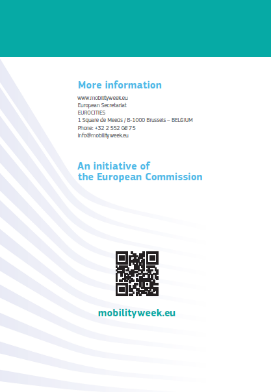 More information
www.mobilityweek.eu
European Secretariat
EUROCITIES
1 Square de Meeûs / B-1000 Brussels – BELGIUM
Phone: +32 2 552 08 75
info@mobilityweek.eu
An initiative of
the European Commission
mobilityweek.eu